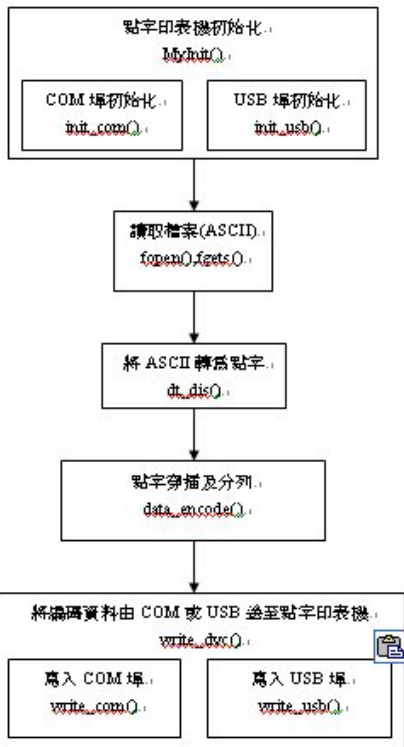 點字印表機初始化
MyInit()
COM 埠初始化
init_com()
USB 埠初始化
init_usb()
讀取檔案(ASCII)
fopen(),fgets()
將 ASCII 轉為點字
dt_dis()
點字穿插及分列
data_encode()
將編碼資料由 COM 或 USB 送至點字印表機
write_dvc()
寫入 COM 埠
write_com()
寫入 USB 埠
write_usb()